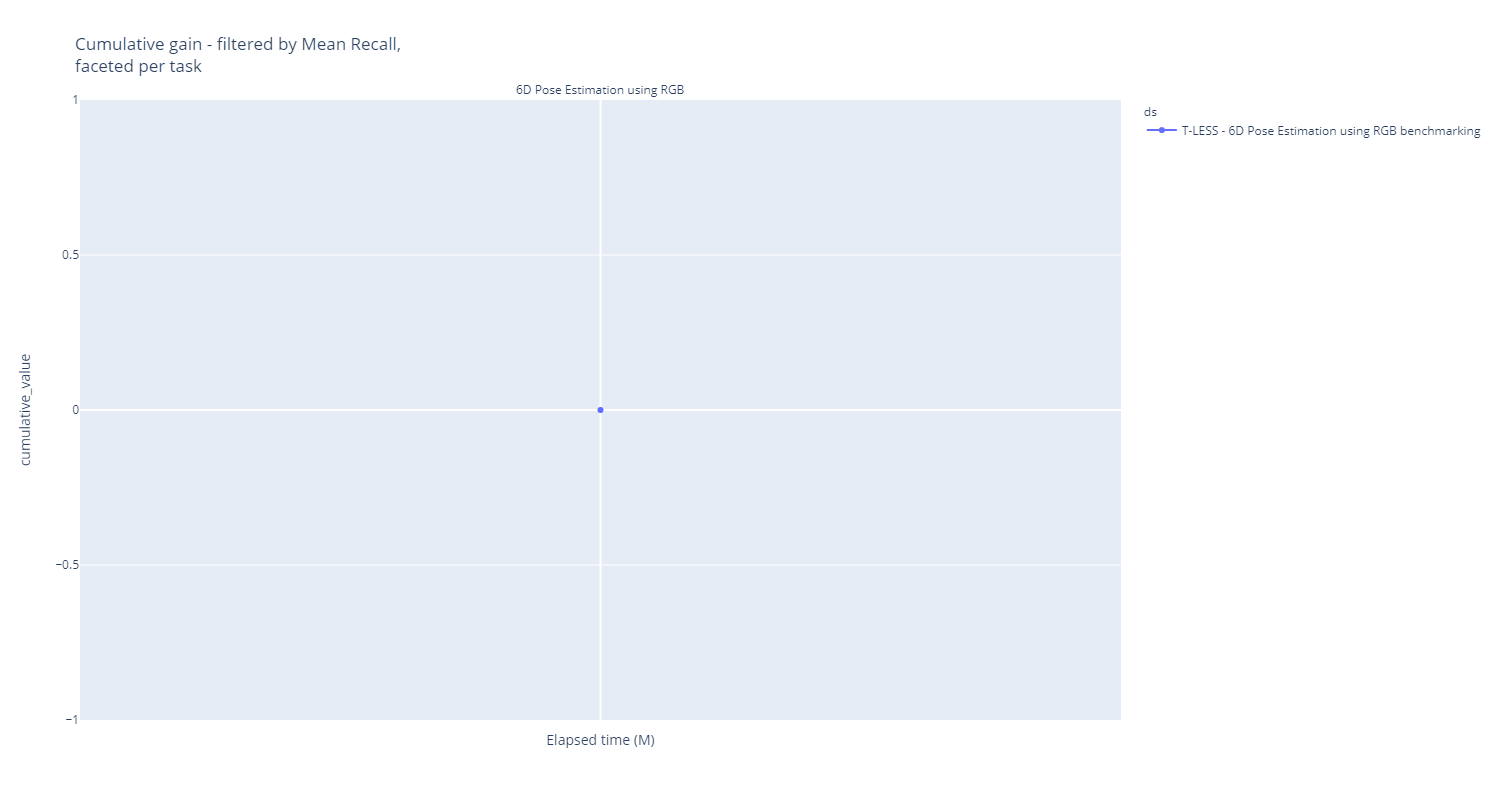 Cumulative gain - filtered by Mean Recall,
faceted per task
6D Pose Estimation using RGB
1
0.5
0
−0.5
−1
cumulative_value
Elapsed time (M)
ds
T-LESS - 6D Pose Estimation using RGB benchmarking